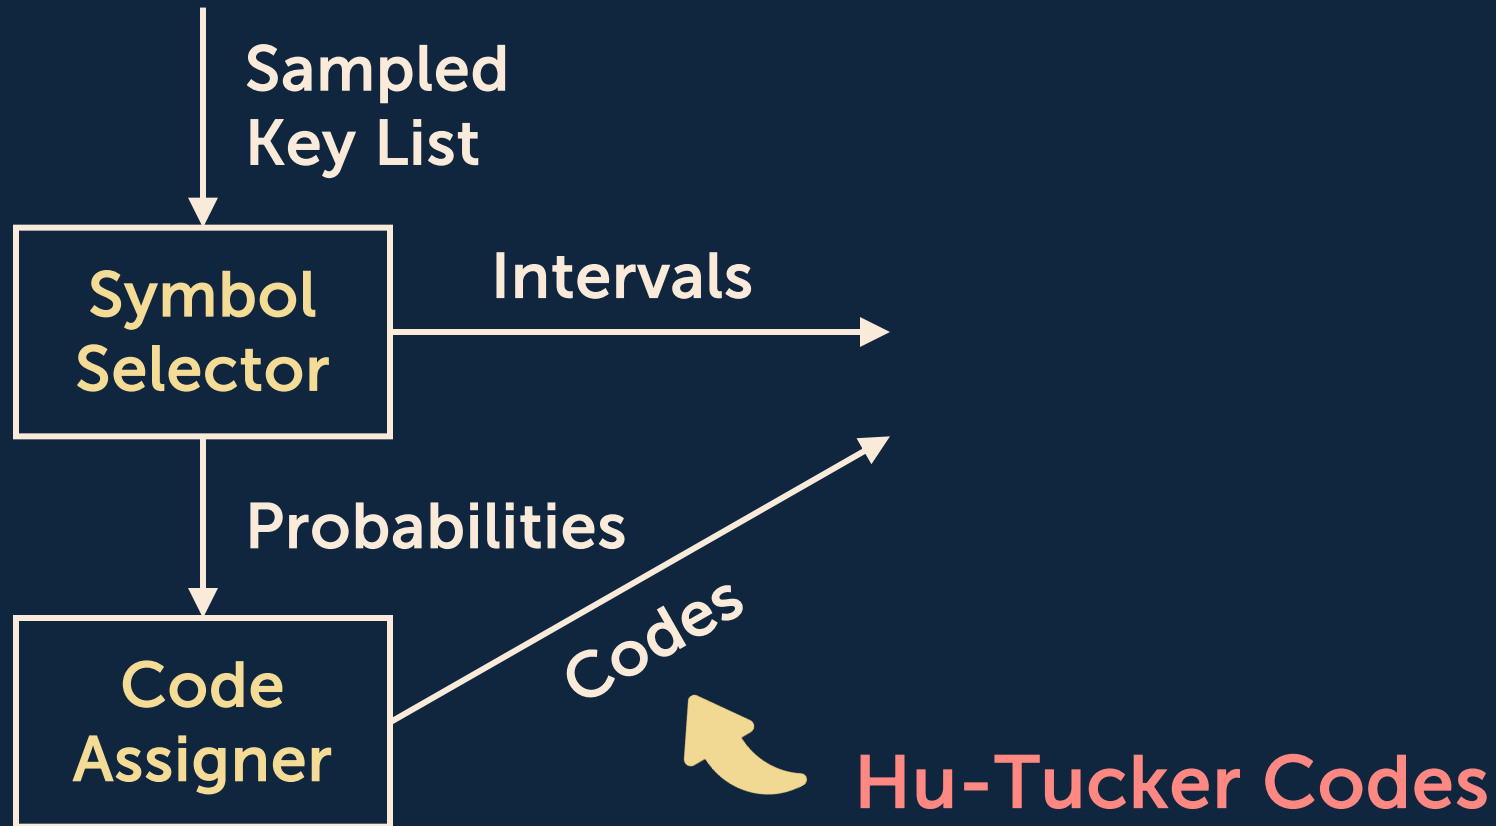 Sampled
Key List
Symbol
Selector
Intervals
Probabilities
Codes
Code
Assigner
Hu-Tucker Codes